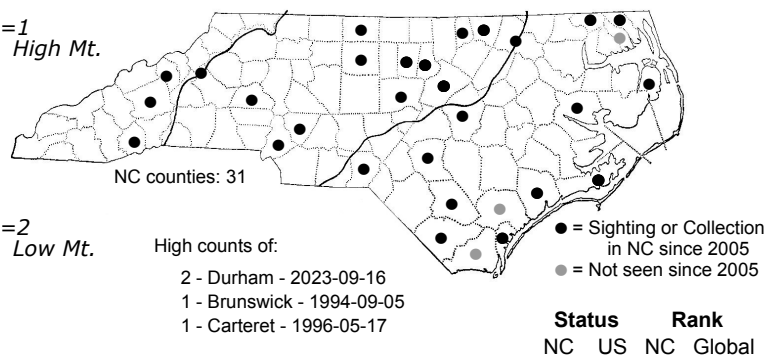 =1
High Mt.
NC counties: 31
=2
Low Mt.
High counts of:
2 - Durham - 2023-09-16
1 - Brunswick - 1994-09-05
1 - Carteret - 1996-05-17
● = Sighting or Collection
in NC since 2005
● = Not seen since 2005
Status Rank
NC US NC Global